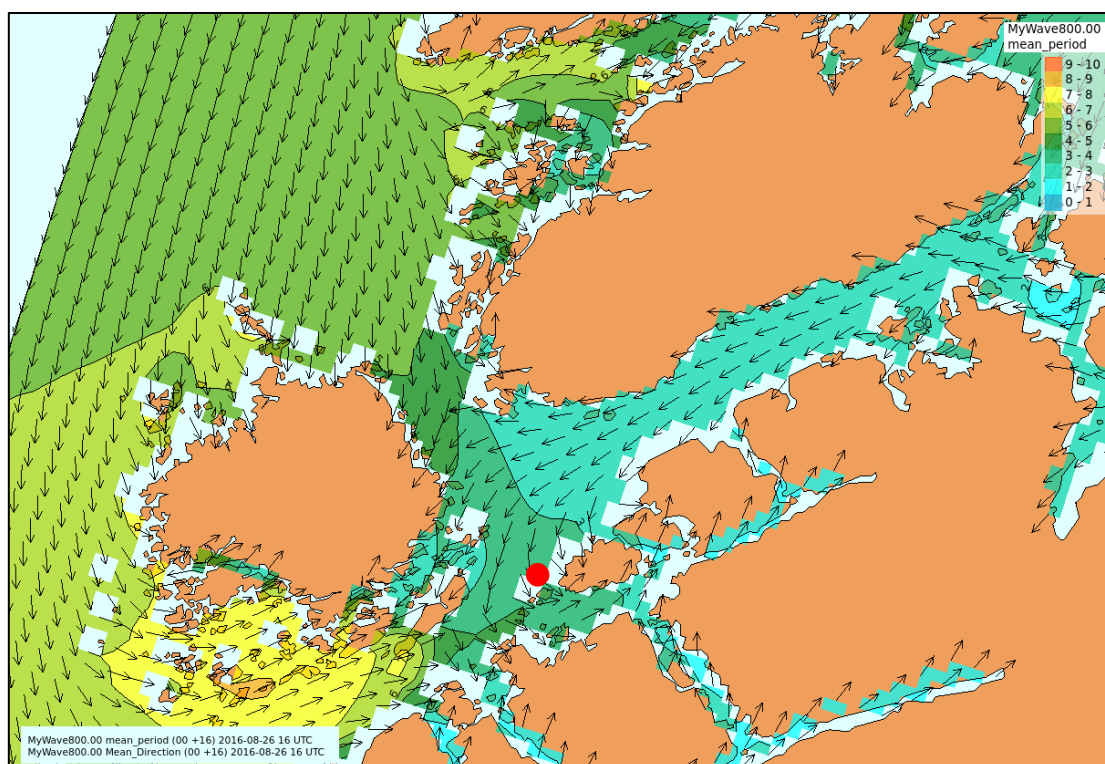 MyWave800.00
mean_period
9 - 10
8 - 9
7 - 8
6 - 7
5 - 6
4 - 5
3 - 4
2 - 3
1 - 2
0 - 1
MyWave800.00 mean_period (00 +16) 2016-08-26 16 UTC
MyWave800.00 Mean_Direction (00 +16) 2016-08-26 16 UTC